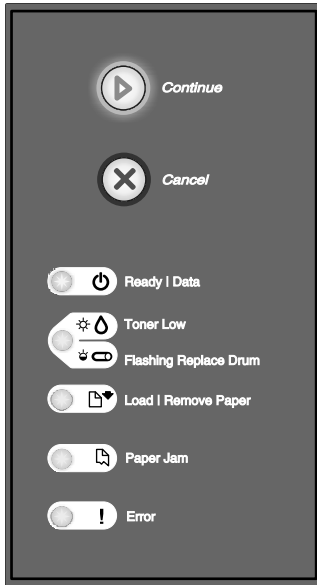 Continue
Cancel
Ready | Data
Toner Low
Flashing Replace Drum
Load | Remove Paper
Paper Jam
! Error